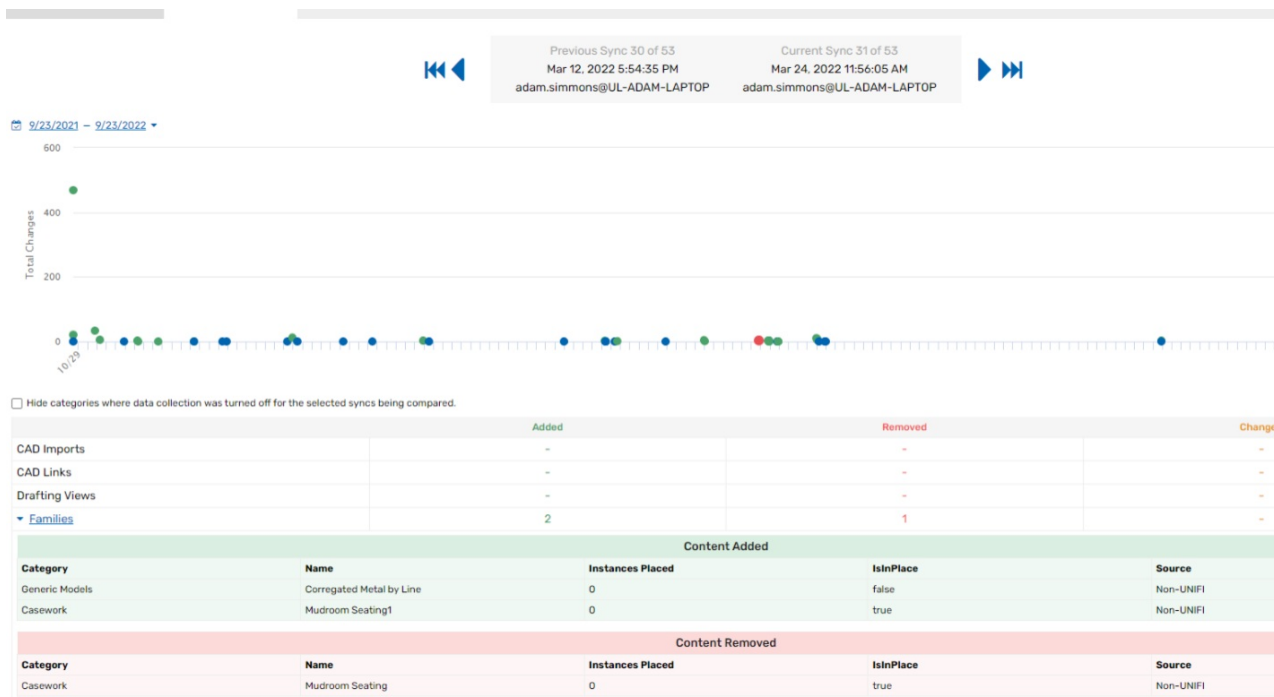 Previous Sync 30 of 53 Current Sync 31 of 53
Mar 12, 2022 5:54:35 PM Mar 24, 2022 11:56:05 AM
adam.simmons@UL-ADAM-LAPTOP adam.simmons@UL-ADAM-LAPTOP
9/23/2021 – 9/23/2022
600
400
Total Changes
200
0
10/29
Hide categories where data collection was turned off for the selected syncs being compared.
Added Removed Change
CAD Imports - - -
CAD Links - - -
Drafting Views - - -
Families 2 1 -
Content Added
Category Name Instances Placed IsInPlace Source
Generic Models Corregated Metal by Line 0 false Non-UNIFI
Casework Mudroom Seating1 0 true Non-UNIFI
Content Removed
Category Name Instances Placed IsInPlace Source
Casework Mudroom Seating 0 true Non-UNIFI